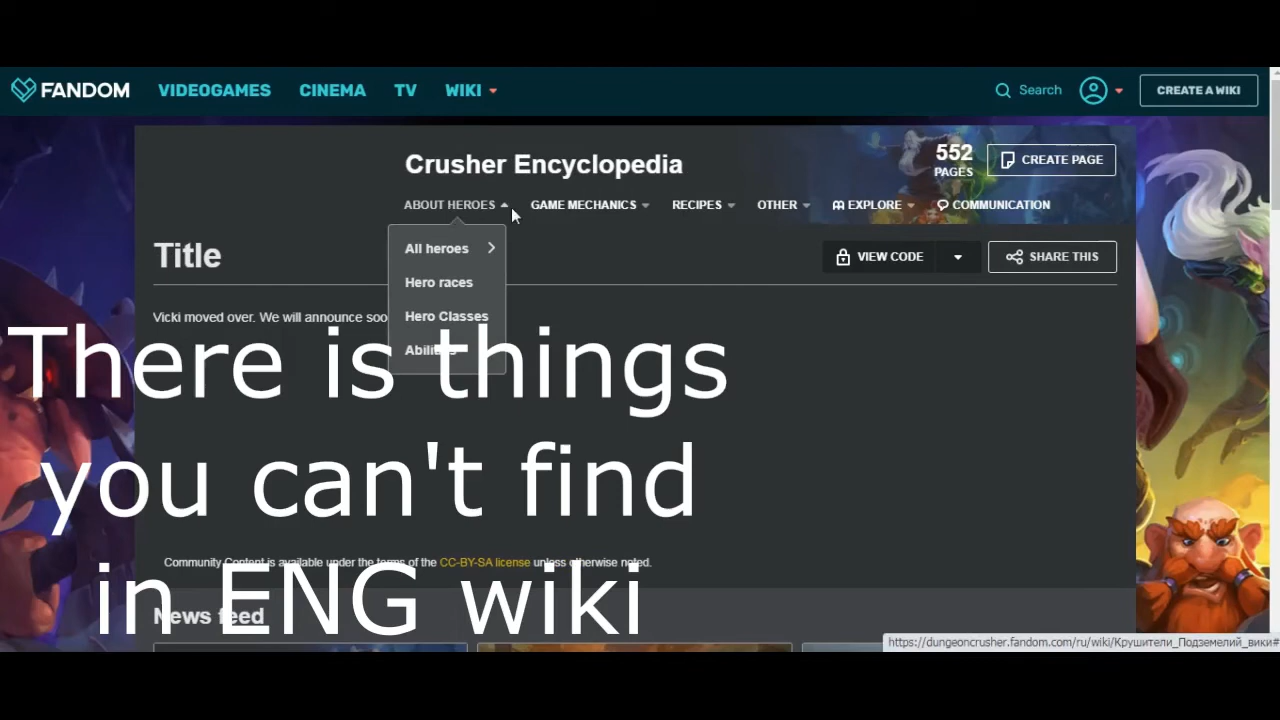 FANDOM VIDEOGAMES CINEMA TV WIKI Search CREATE A WIKI
Crusher Encyclopedia 552 PAGES CREATE PAGE
ABOUT HEROES GAME MECHANICS RECIPES OTHER EXPLORE COMMUNICATION
All heroes
Hero races
Hero Classes
Title VIEW CODE SHARE THIS
Vicki moved over. We will announce
There is things
you can't find
in ENG wiki
Community Content is available under the terms of the CC-BY-SA license unless otherwise noted.
News feed
https://dungeoncrusher.fandom.com/ru/wiki/Крушители_Подземелий_вики#